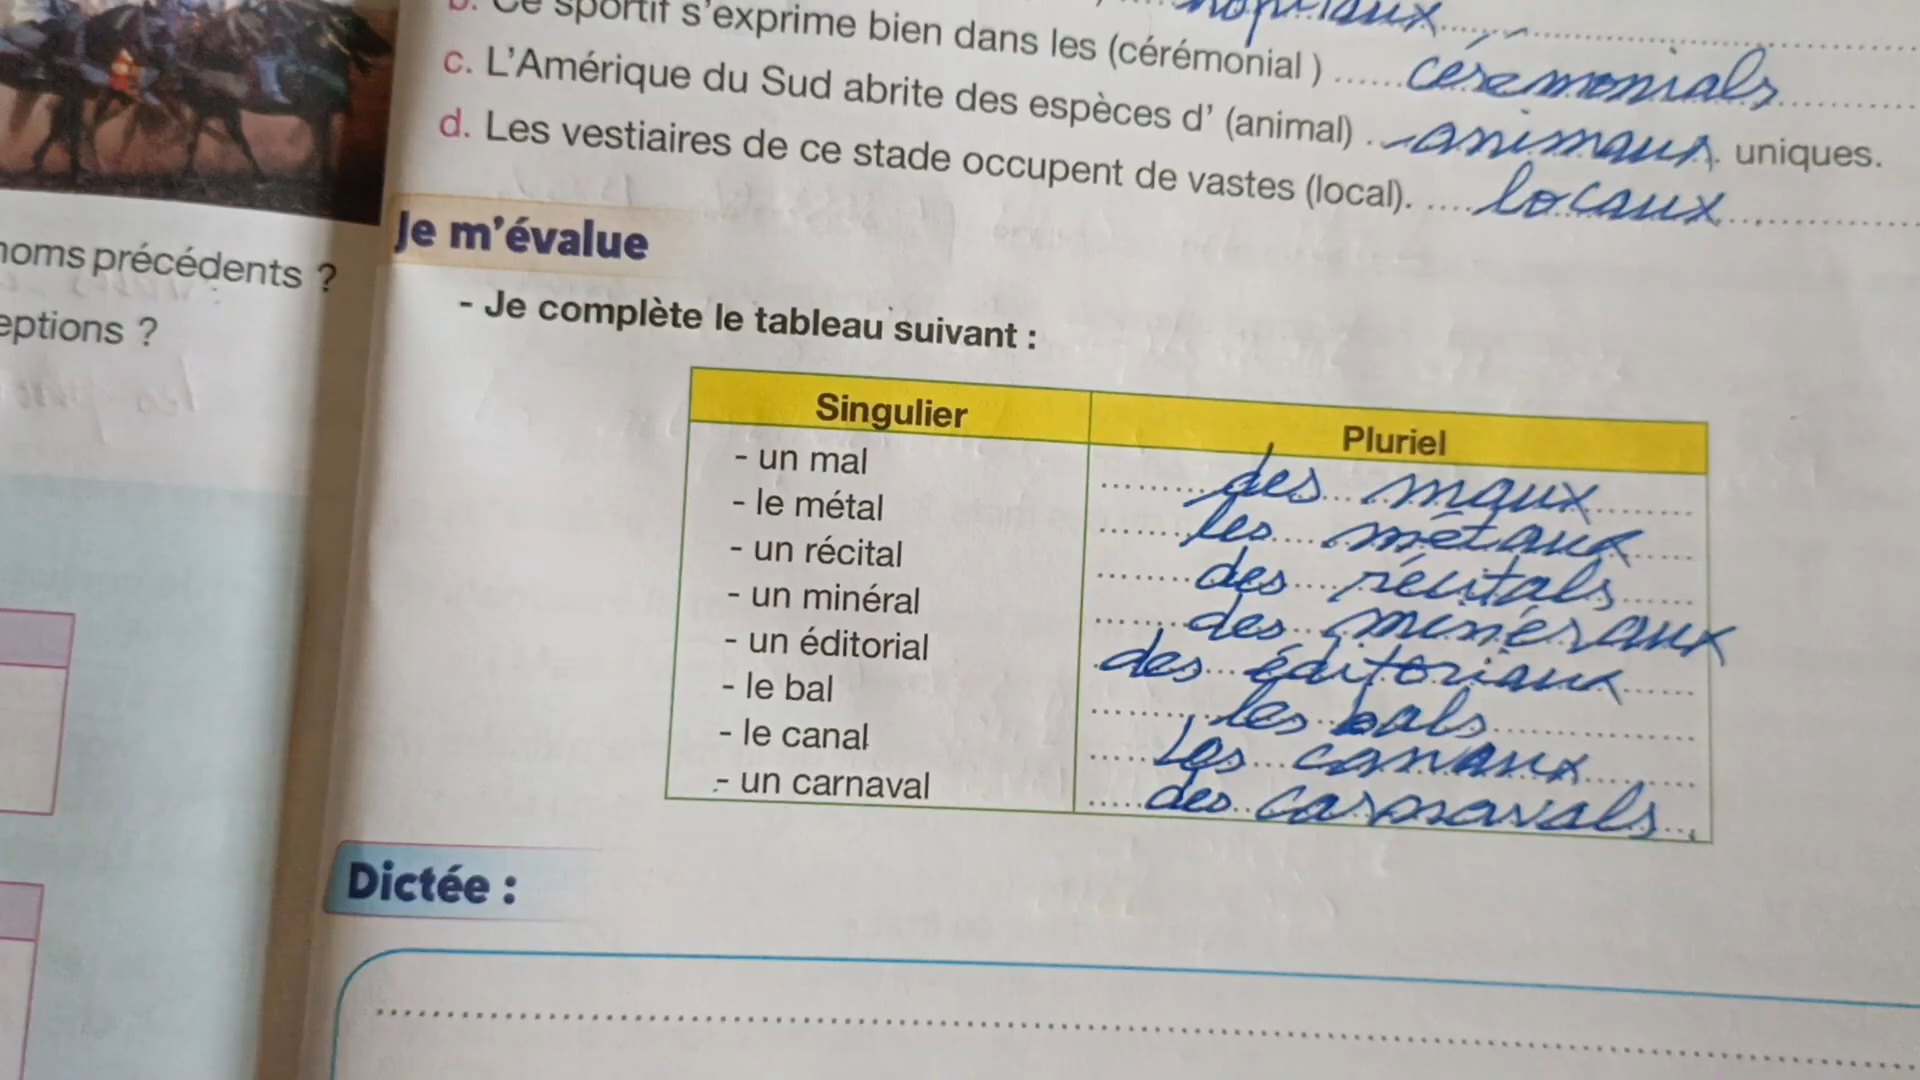 b. Ce sportif s'exprime bien dans les (cérémonial ) ...... cérémonials
c. L'Amérique du Sud abrite des espèces d' (animal) .. animaux uniques.
d. Les vestiaires de ce stade occupent de vastes (local). .... locaux
noms précédents ?
eptions ?
Je m'évalue
- Je complète le tableau suivant :
Singulier Pluriel
- un mal des maux
- le métal les métaux
- un récital des récitals
- un minéral des minéraux
- un éditorial des éditoriaux
- le bal les bals
- le canal Les canaux
- un carnaval des carnavals
Dictée :